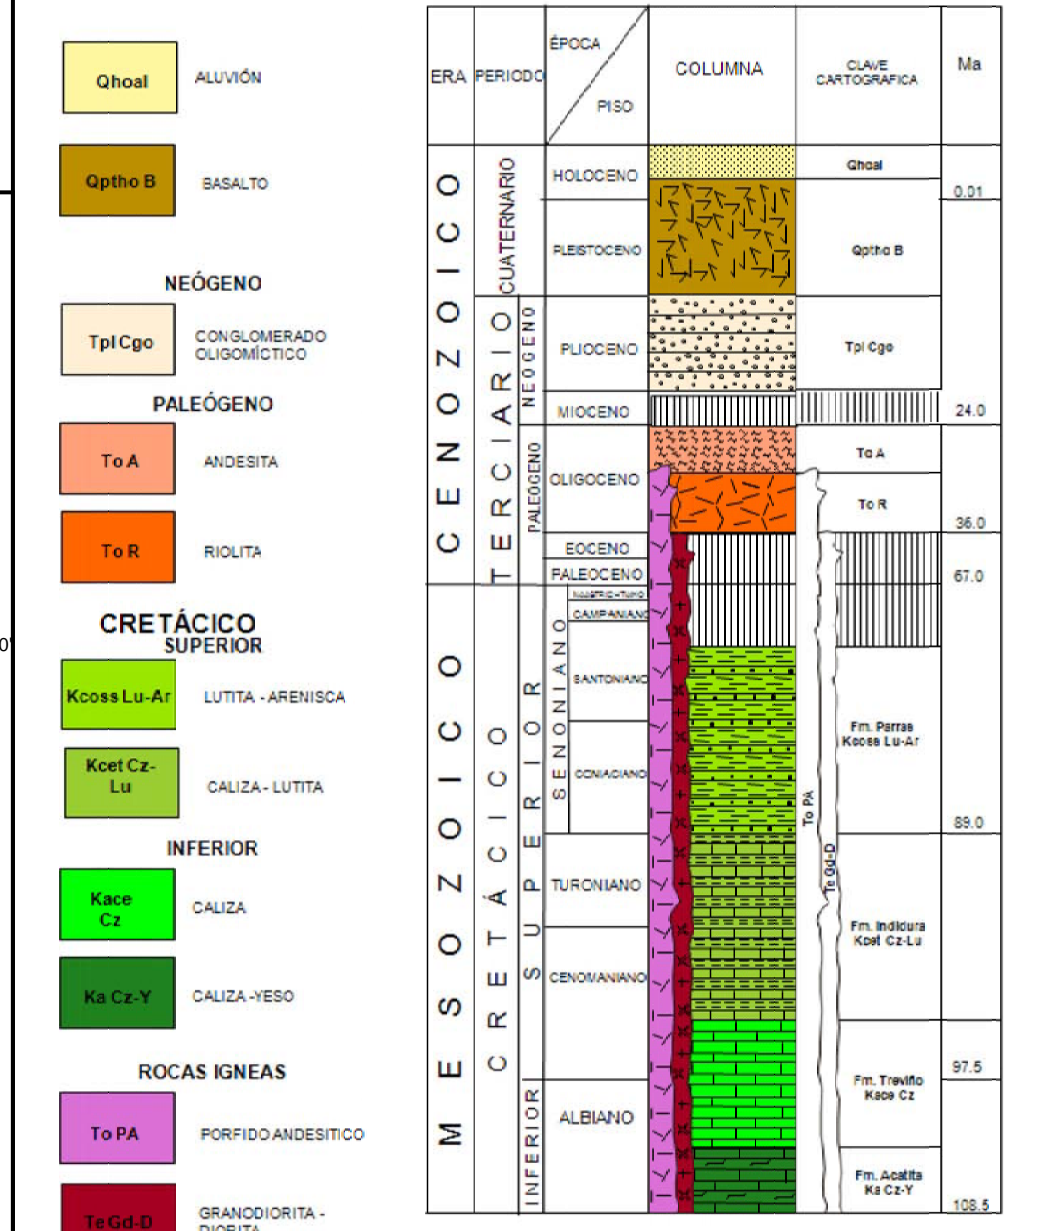 Qhoal
ALUVIÓN
Qptho B
BASALTO
NEÓGENO
Tpl Cgo
CONGLOMERADO
OLIGOMÍCTICO
PALEÓGENO
To A
ANDESITA
To R
RIOLITA
CRETÁCICO
SUPERIOR
Kcoss Lu-Ar
LUTITA - ARENISCA
Kcet Cz-
Lu
CALIZA - LUTITA
INFERIOR
Kace
Cz
CALIZA
Ka Cz-Y
CALIZA -YESO
ROCAS IGNEAS
To PA
PORFIDO ANDESITICO
Te Gd-D
GRANODIORITA -
DIORITA
0'
ERA
PERIODO
ÉPOCA
PISO
COLUMNA
CLAVE
CARTOGRAFICA
Ma
CENOZOICO
MESOZOICO
CUATERNARIO
TERCIARIO
CRETÁCICO
NEOGENO
PALEÓGENO
SUPERIOR
INFERIOR
SENONIANO
HOLOCENO
PLEISTOCENO
PLIOCENO
MIOCENO
OLIGOCENO
EOCENO
PALEOCENO
CAMPANIANO
SANTONIANO
CONIACIANO
TURONIANO
CENOMANIANO
ALBIANO
Qhoal
Qptho B
Tpl Cgo
To A
To R
To PA
Te Gd-D
Fm. Parras
Kcoss Lu-Ar
Fm. Indidura
Kcet Cz-Lu
Fm. Treviño
Kace Cz
Fm. Acatita
Ka Cz-Y
0.01
24.0
36.0
67.0
89.0
97.5
108.5